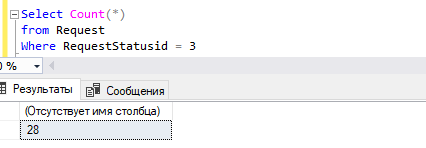 Select Count(*)
from Request
Where RequestStatusid = 3
0 %
Результаты Сообщения
(Отсутствует имя столбца)
28